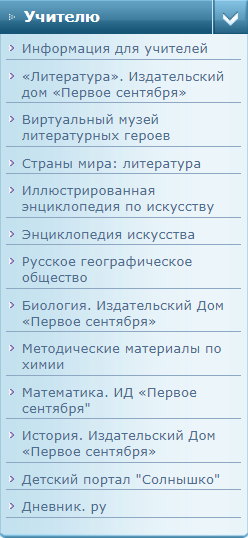 Учителю
Информация для учителей
«Литература». Издательский
дом «Первое сентября»
Виртуальный музей
литературных героев
Страны мира: литература
Иллюстрированная
энциклопедия по искусству
Энциклопедия искусства
Русское географическое
общество
Биология. Издательский Дом
«Первое сентября»
Методические материалы по
химии
Математика. ИД «Первое
сентября"
История. Издательский Дом
«Первое сентября»
Детский портал "Солнышко"
Дневник. ру